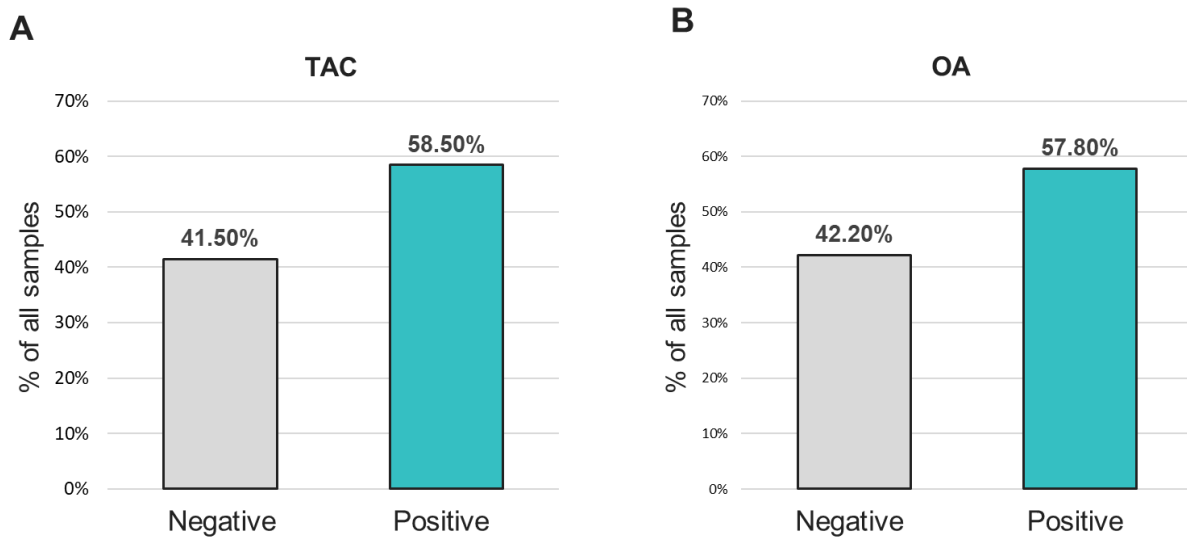 A
TAC
% of all samples
70%
60%
50%
40%
30%
20%
10%
0%
41.50%
58.50%
Negative Positive
B
OA
% of all samples
70%
60%
50%
40%
30%
20%
10%
0%
42.20%
57.80%
Negative Positive